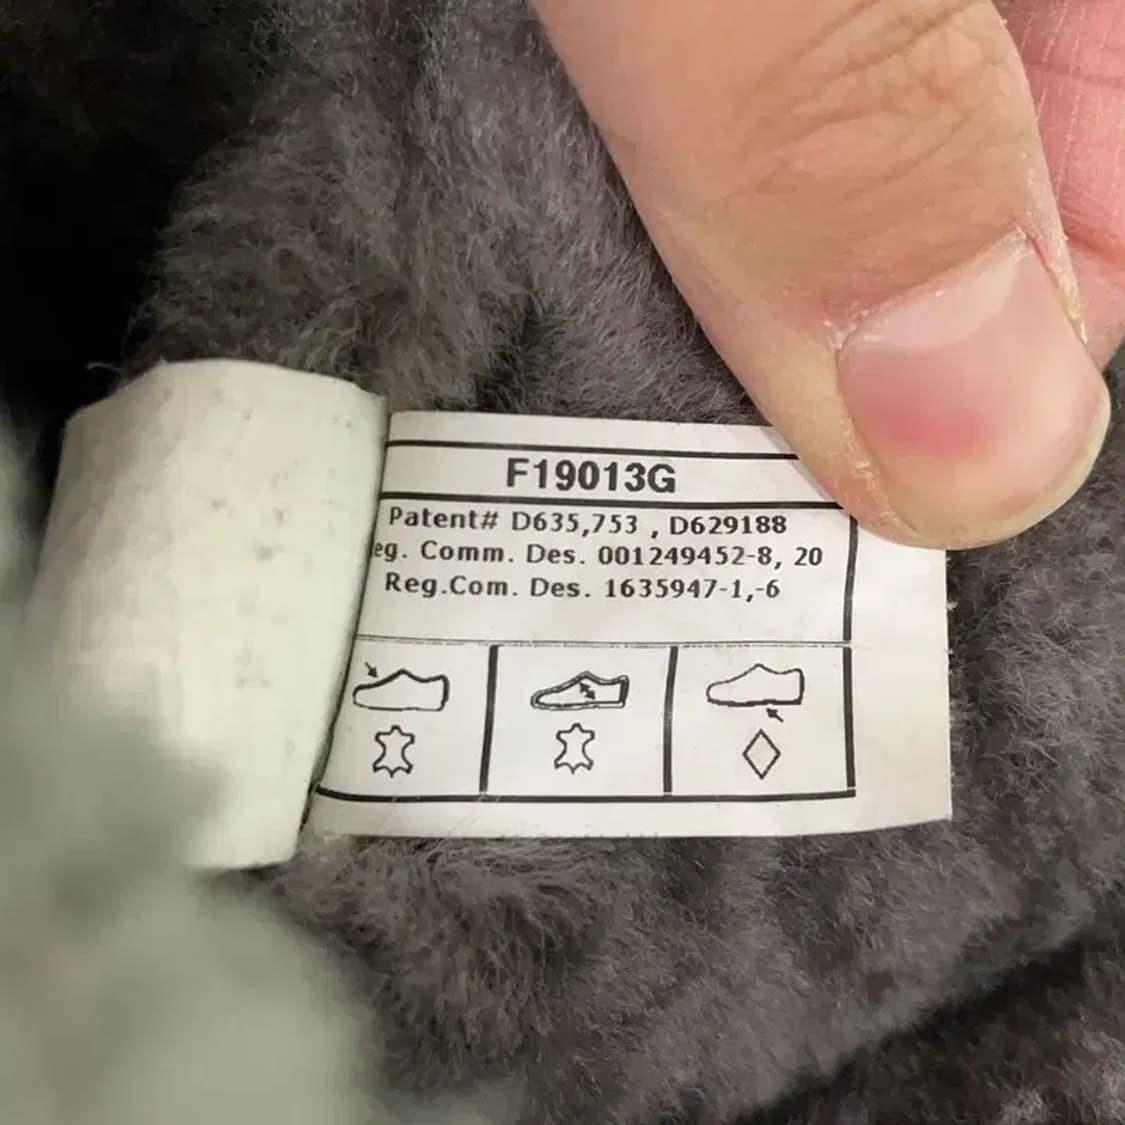 F19013G
Patent# D635,753 , D629188
eg. Comm. Des. 001249452-8, 20
Reg.Com. Des. 1635947-1,-6